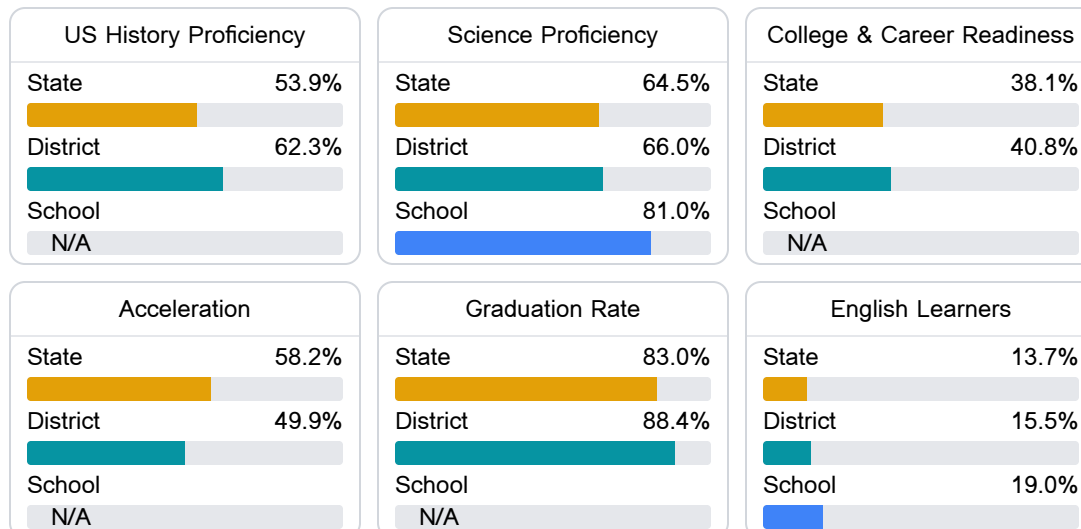 US History Proficiency
State 53.9%
District 62.3%
School
N/A
Science Proficiency
State 64.5%
District 66.0%
School 81.0%
College & Career Readiness
State 38.1%
District 40.8%
School
N/A
Acceleration
State 58.2%
District 49.9%
School
N/A
Graduation Rate
State 83.0%
District 88.4%
School
N/A
English Learners
State 13.7%
District 15.5%
School 19.0%